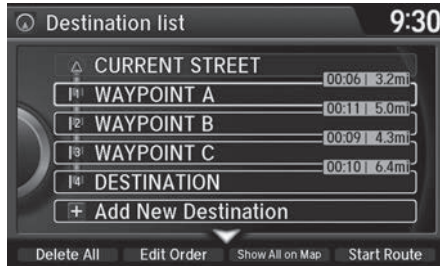 Destination list
9:30
CURRENT STREET
00:06 | 3.2mi
WAYPOINT A
00:11 | 5.0mi
WAYPOINT B
00:09 | 4.3mi
WAYPOINT C
00:10 | 6.4mi
DESTINATION
+ Add New Destination
Delete All Edit Order Show All on Map Start Route